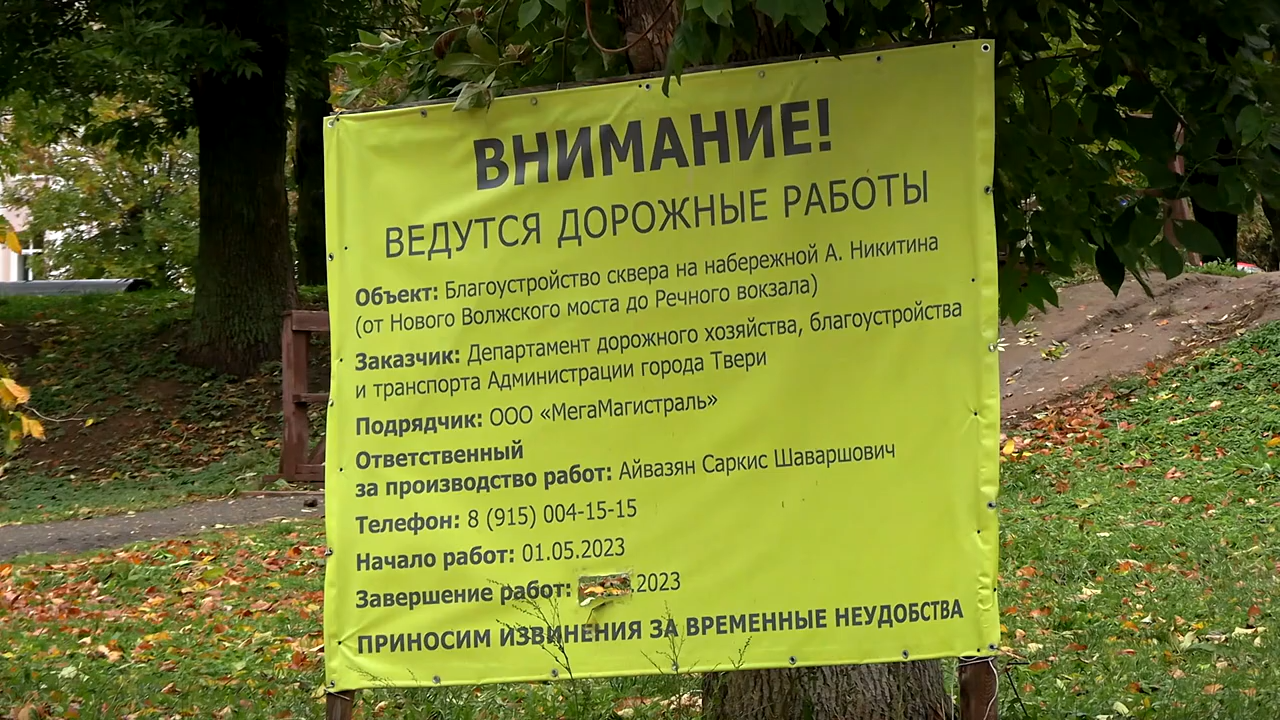 ВНИМАНИЕ!
ВЕДУТСЯ ДОРОЖНЫЕ РАБОТЫ
Объект: Благоустройство сквера на набережной А. Никитина
(от Нового Волжского моста до Речного вокзала)
Заказчик: Департамент дорожного хозяйства, благоустройства
и транспорта Администрации города Твери
Подрядчик: ООО «МегаМагистраль»
Ответственный
за производство работ: Айвазян Саркис Шаваршович
Телефон: 8 (915) 004-15-15
Начало работ: 01.05.2023
Завершение работ: .2023
ПРИНОСИМ ИЗВИНЕНИЯ ЗА ВРЕМЕННЫЕ НЕУДОБСТВА